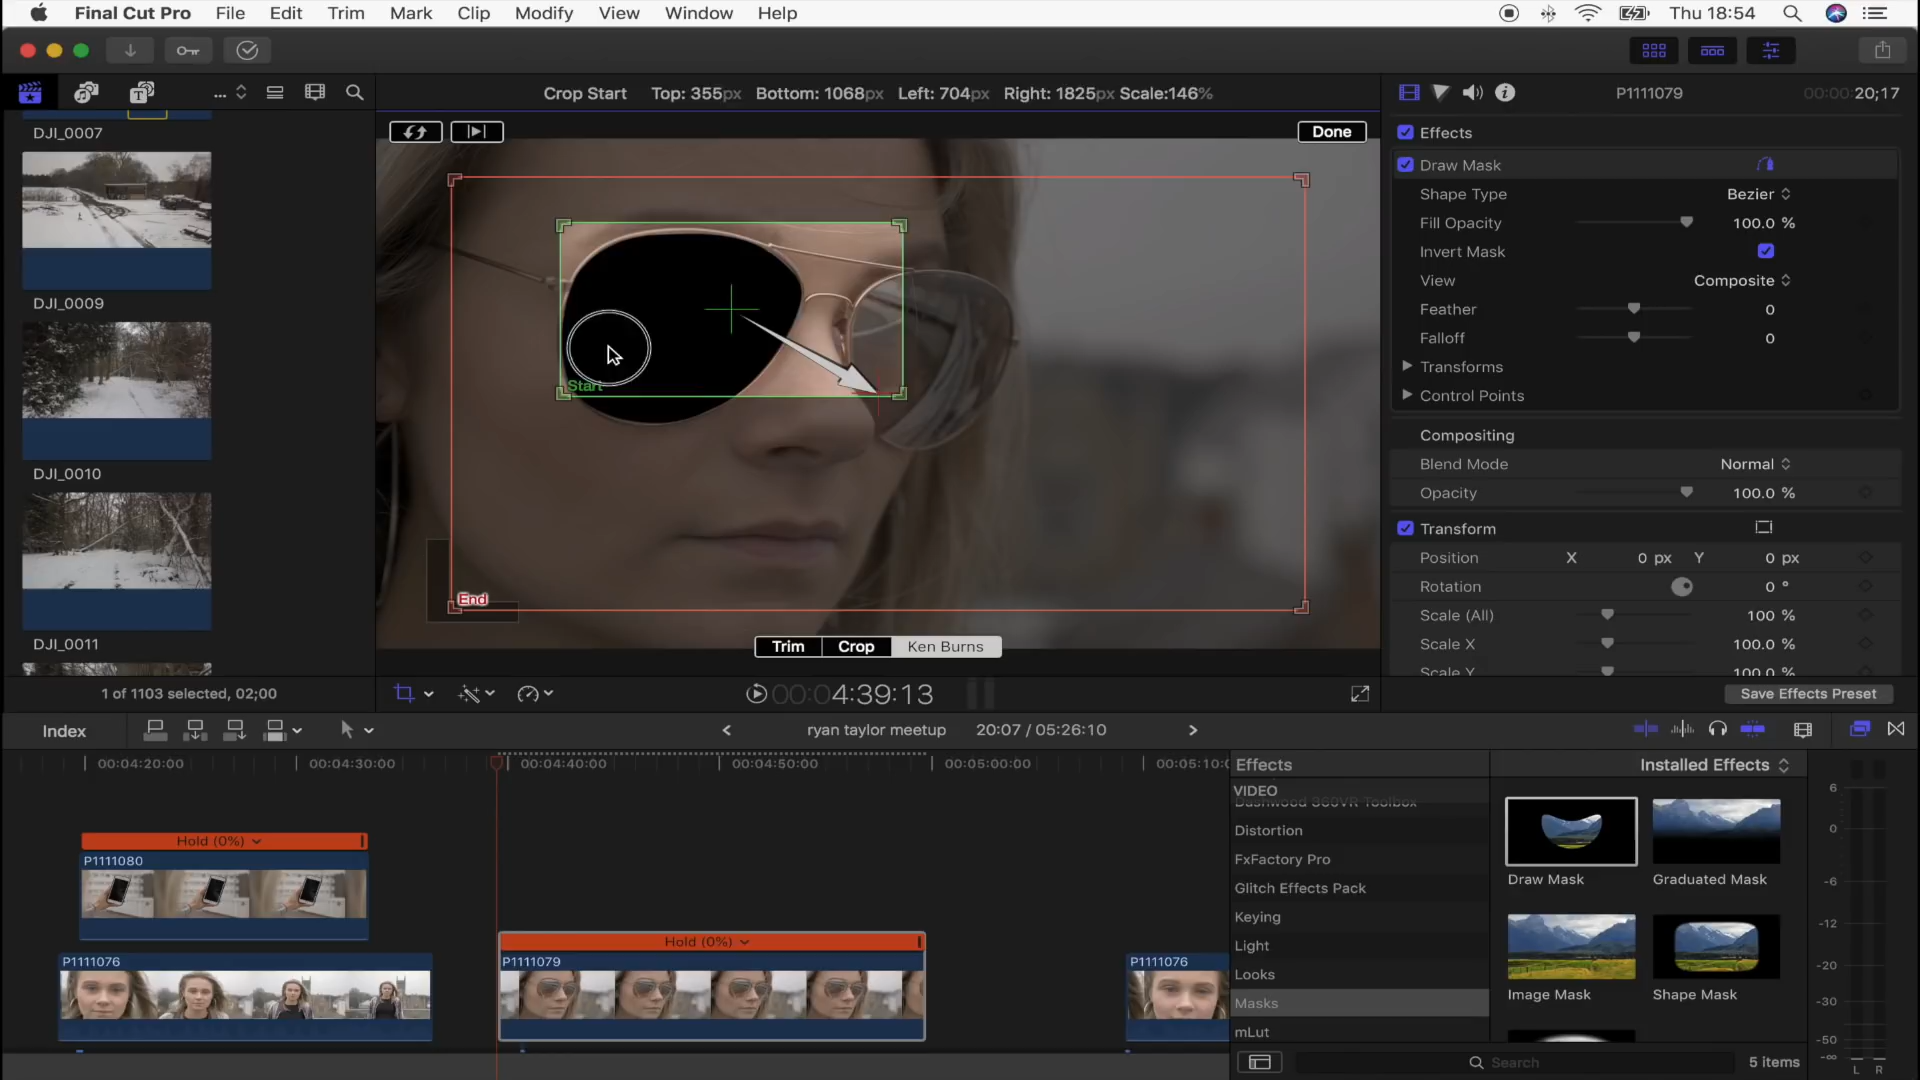 Final Cut Pro File Edit Trim Mark Clip Modify View Window Help Thu 18:54
Crop Start Top: 355px Bottom: 1068px Left: 704px Right: 1825px Scale:146%
P1111079 00:00:20;17
Done
DJI_0007
DJI_0009
DJI_0010
DJI_0011
1 of 1103 selected, 02;00
Start
End
Trim Crop Ken Burns
00:04:39:13
Effects
Draw Mask
Shape Type Bezier
Fill Opacity 100.0 %
Invert Mask
View Composite
Feather 0
Falloff 0
Transforms
Control Points
Compositing
Blend Mode Normal
Opacity 100.0 %
Transform
Position X 0 px Y 0 px
Rotation 0 °
Scale (All) 100 %
Scale X 100.0 %
Scale Y 100.0 %
Save Effects Preset
Index
ryan taylor meetup 20:07 / 05:26:10
00:04:20:00 00:04:30:00 00:04:40:00 00:04:50:00 00:05:00:00 00:05:10:0
Hold (0%)
P1111080
P1111076
Hold (0%)
P1111079
P1111076
Effects
Installed Effects
VIDEO
Dashwood 360VR Toolbox
Distortion
FxFactory Pro
Glitch Effects Pack
Keying
Light
Looks
Masks
mLut
Draw Mask
Graduated Mask
Image Mask
Shape Mask
Search
5 items
6
0
-6
-12
-20
-30
-50
-∞
L R